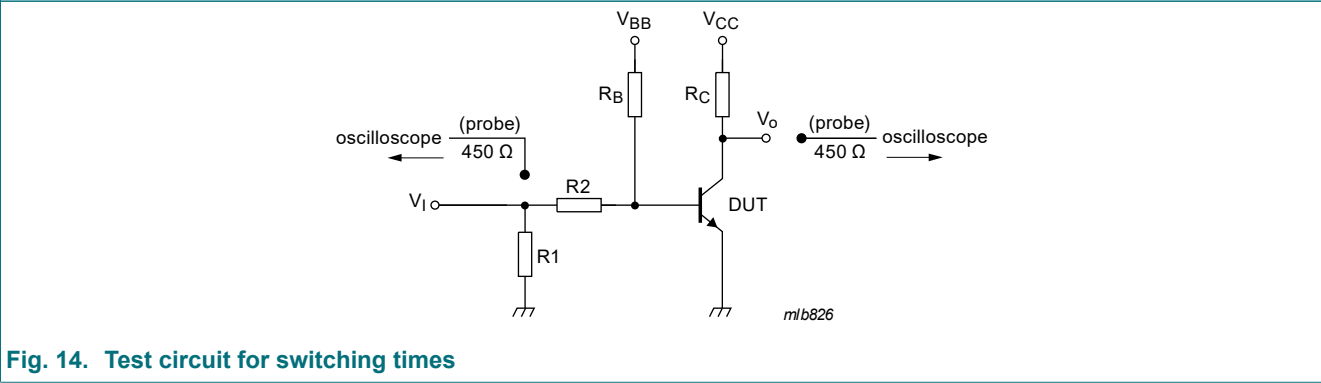 VBB
VCC
RB
RC
Vo
(probe)
oscilloscope
450 Ω
(probe)
oscilloscope
450 Ω
R2
VI
DUT
R1
mlb826
Fig. 14. Test circuit for switching times